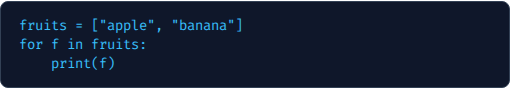 fruits = ["apple", "banana"]
for f in fruits:
    print(f)